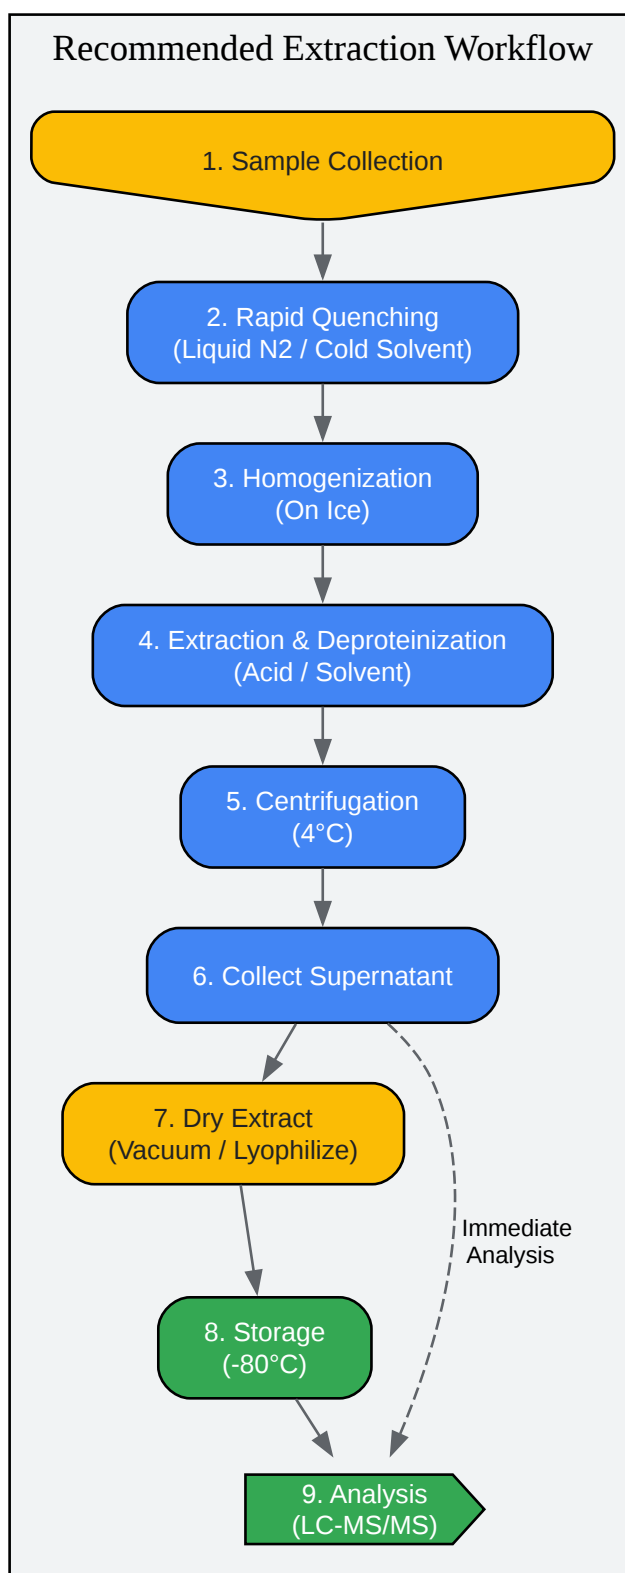 Recommended Extraction Workflow
1. Sample Collection
2. Rapid Quenching
(Liquid N2 / Cold Solvent)
3. Homogenization
(On Ice)
4. Extraction & Deproteinization
(Acid / Solvent)
5. Centrifugation
(4°C)
6. Collect Supernatant
7. Dry Extract
(Vacuum / Lyophilize)
Immediate
Analysis
8. Storage
(-80°C)
9. Analysis
(LC-MS/MS)